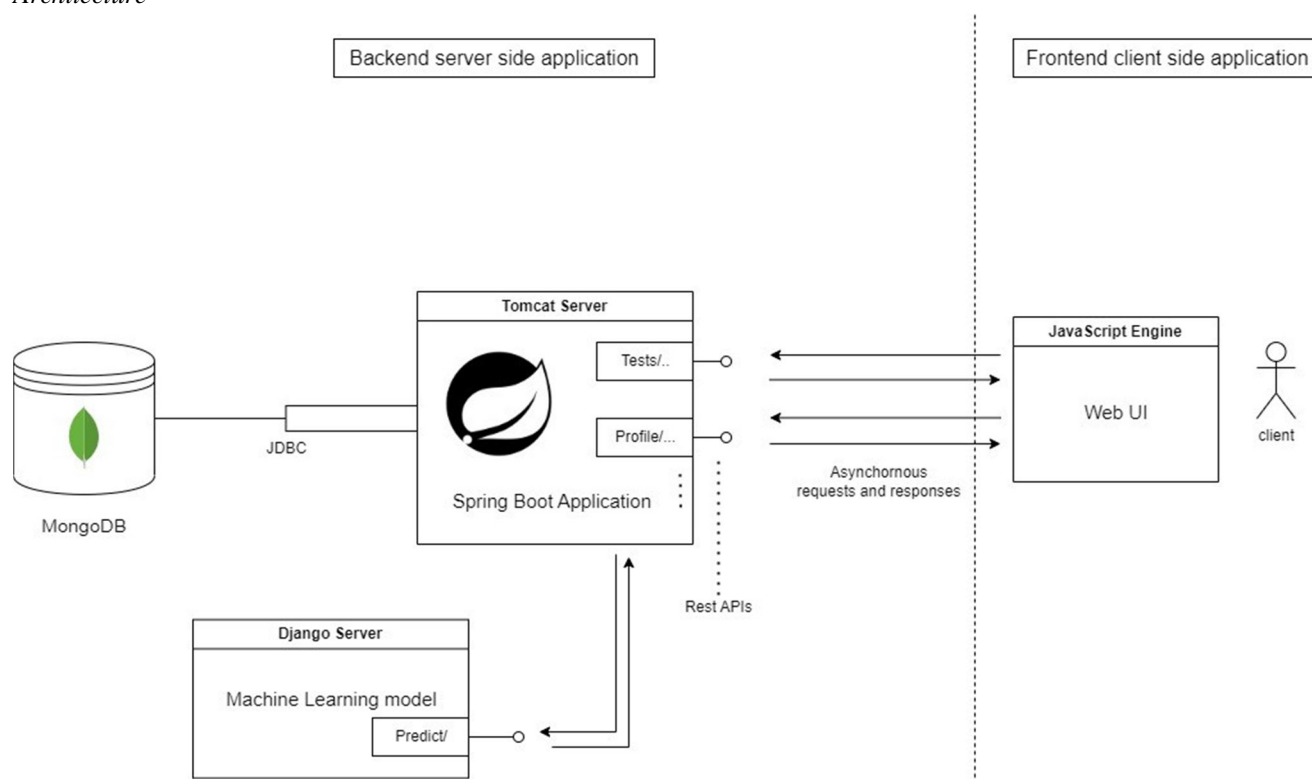 Architecture
Backend server side application
Frontend client side application
Tomcat Server
Tests/..
Profile/...
Spring Boot Application
JDBC
MongoDB
JavaScript Engine
Web UI
client
Asynchornous
requests and responses
Rest APIs
Django Server
Machine Learning model
Predict/